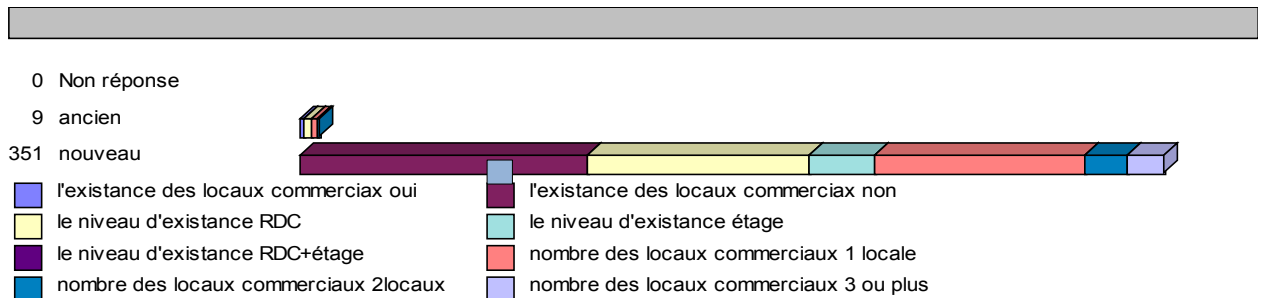 0 Non réponse
9 ancien
351 nouveau
l'existance des locaux commerciax oui
l'existance des locaux commerciax non
le niveau d'existance RDC
le niveau d'existance étage
le niveau d'existance RDC+étage
nombre des locaux commerciaux 1 locale
nombre des locaux commerciaux 2locaux
nombre des locaux commerciaux 3 ou plus